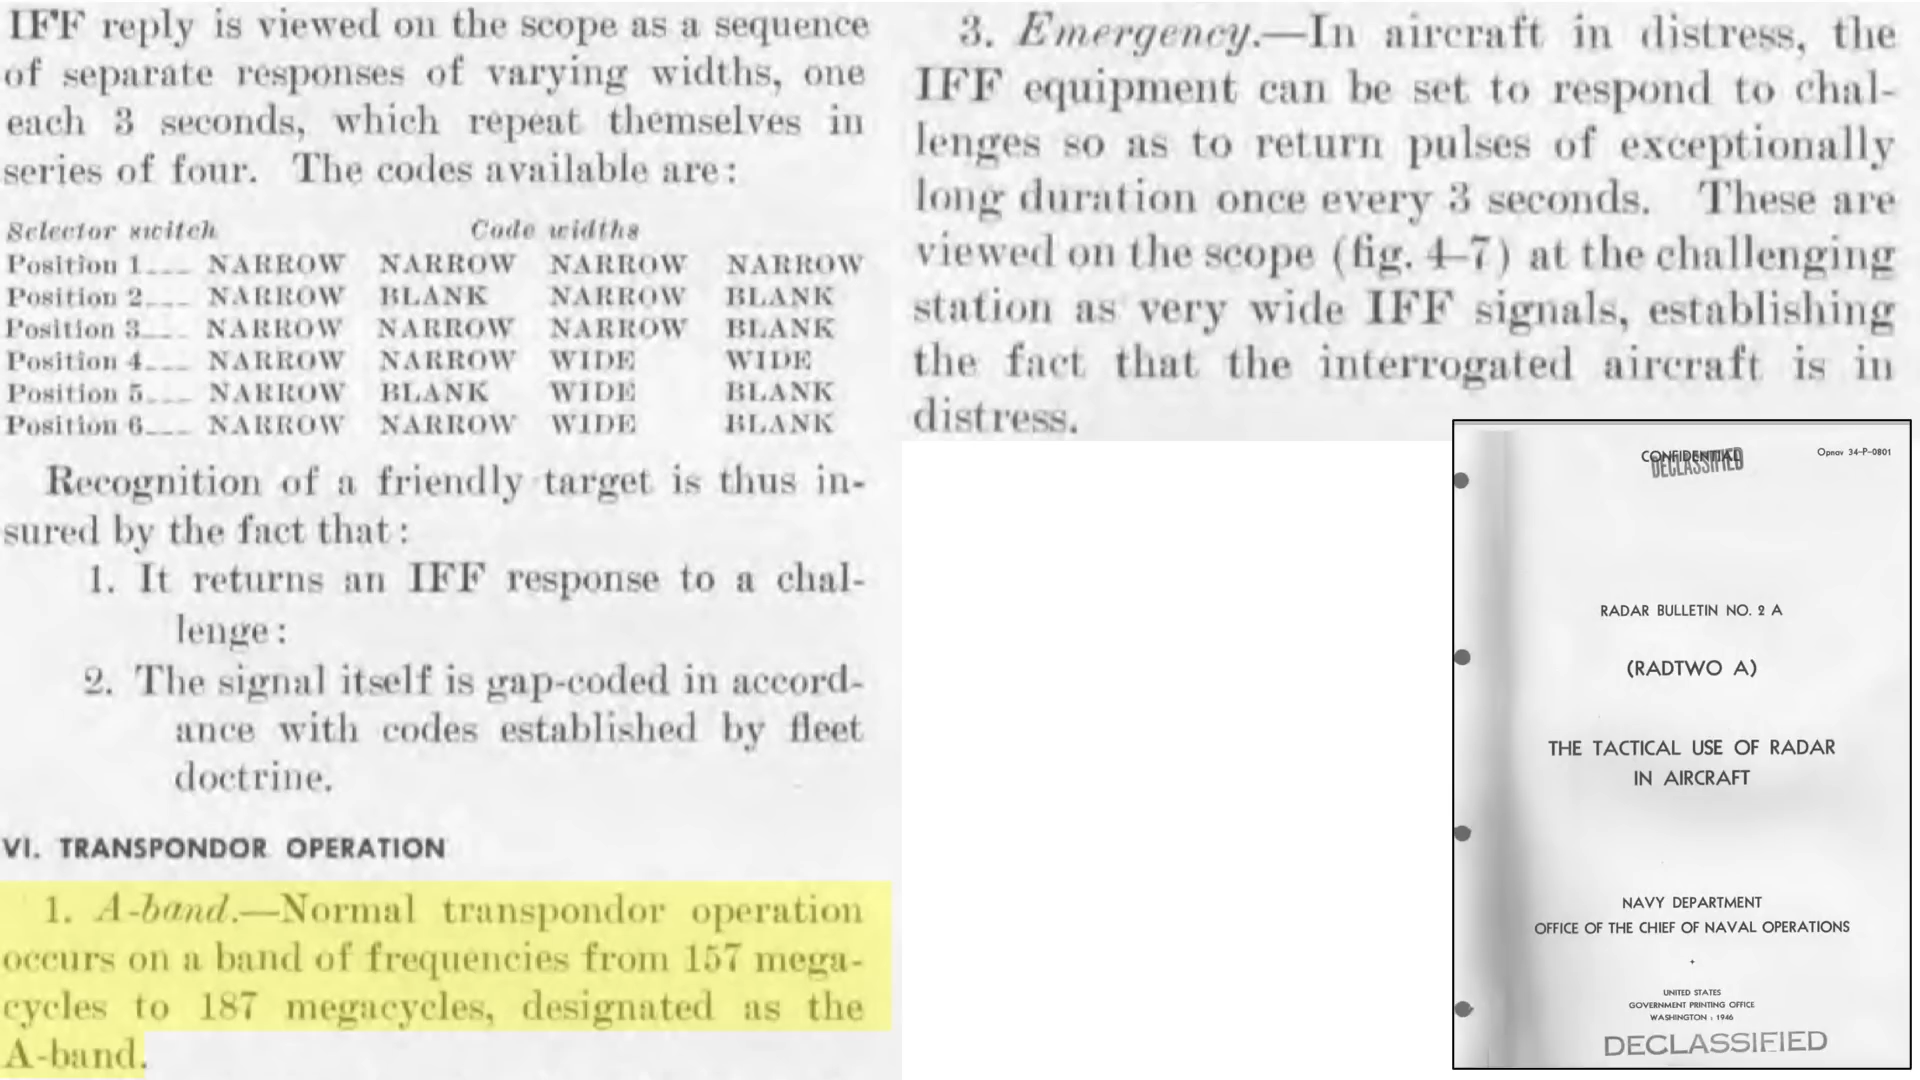 IFF reply is viewed on the scope as a sequence
of separate responses of varying widths, one
each 3 seconds, which repeat themselves in
series of four. The codes available are:
Selector switch Code widths
Position 1____ NARROW NARROW NARROW NARROW
Position 2____ NARROW BLANK NARROW BLANK
Position 3____ NARROW NARROW NARROW BLANK
Position 4____ NARROW NARROW WIDE WIDE
Position 5____ NARROW BLANK WIDE BLANK
Position 6____ NARROW NARROW WIDE BLANK
Recognition of a friendly target is thus in-
sured by the fact that:
1. It returns an IFF response to a chal-
lenge:
2. The signal itself is gap-coded in accord-
ance with codes established by fleet
doctrine.
VI. TRANSPONDOR OPERATION
1. A-band.—Normal transpondor operation
occurs on a band of frequencies from 157 mega-
cycles to 187 megacycles, designated as the
A-band.
3. Emergency.—In aircraft in distress, the
IFF equipment can be set to respond to chal-
lenges so as to return pulses of exceptionally
long duration once every 3 seconds. These are
viewed on the scope (fig. 4–7) at the challenging
station as very wide IFF signals, establishing
the fact that the interrogated aircraft is in
distress.
CONFIDENTIAL
DECLASSIFIED
Opnav 34-P-0801
RADAR BULLETIN NO. 2 A
(RADTWO A)
THE TACTICAL USE OF RADAR
IN AIRCRAFT
NAVY DEPARTMENT
OFFICE OF THE CHIEF OF NAVAL OPERATIONS
+
UNITED STATES
GOVERNMENT PRINTING OFFICE
WASHINGTON : 1946
DECLASSIFIED